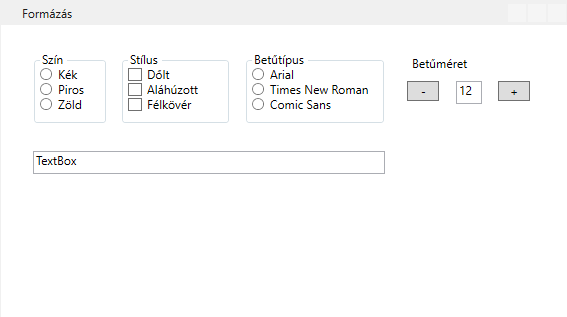 Formázás
Szín
Kék
Piros
Zöld
Stílus
Dőlt
Aláhúzott
Félkövér
Betűtípus
Arial
Times New Roman
Comic Sans
Betűméret
- 12 +
TextBox